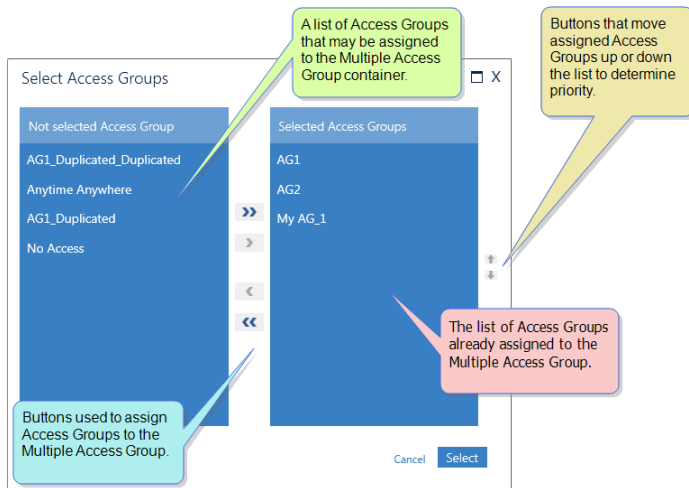 A list of Access Groups
that may be assigned
to the Multiple Access
Group container.
Buttons that move
assigned Access
Groups up or down
the list to determine
priority.
Select Access Groups
X
Not selected Access Group
AG1_Duplicated_Duplicated
Anytime Anywhere
AG1_Duplicated
No Access
Selected Access Groups
AG1
AG2
My AG_1
The list of Access Groups
already assigned to the
Multiple Access Group.
Buttons used to assign
Access Groups to the
Multiple Access Group.
Cancel
Select